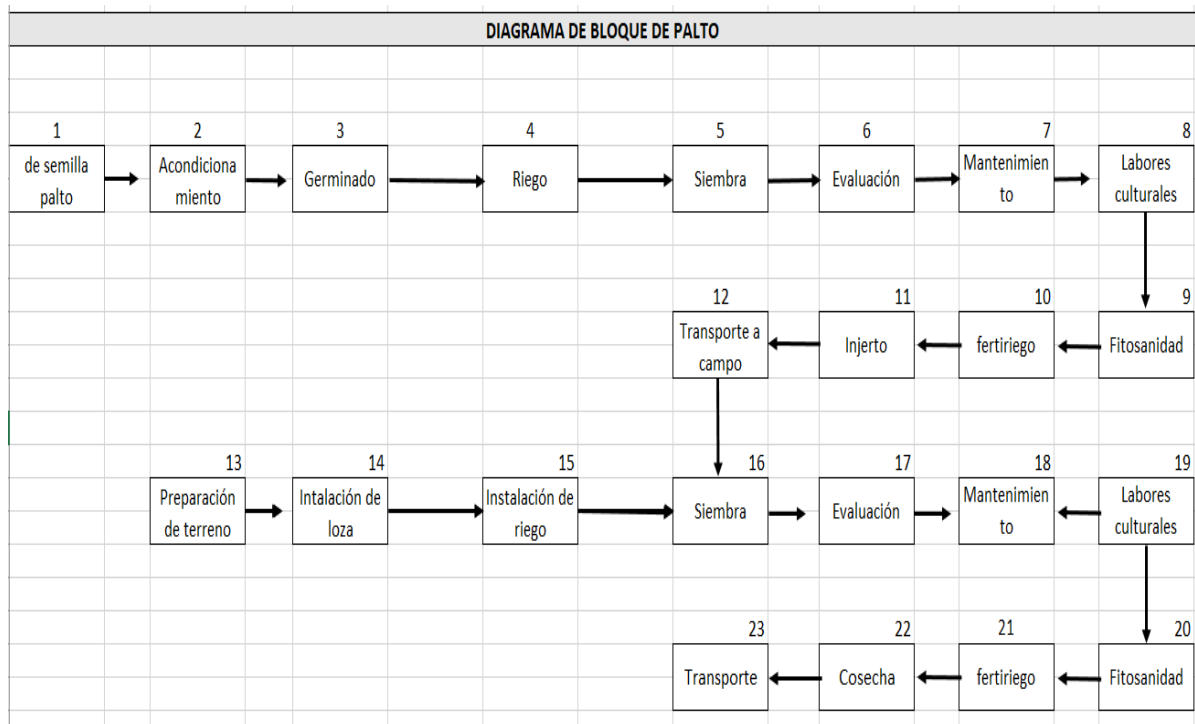 DIAGRAMA DE BLOQUE DE PALTO
1 2 3 4 5 6 7 8
de semilla
palto
Acondiciona
miento
Germinado
Riego
Siembra
Evaluación
Mantenimien
to
Labores
culturales
12 11 10 9
Transporte a
campo
Injerto
fertiriego
Fitosanidad
13 14 15 16 17 18 19
Preparación
de terreno
Intalación de
loza
Instalación de
riego
Siembra
Evaluación
Mantenimien
to
Labores
culturales
23 22 21 20
Transporte
Cosecha
fertiriego
Fitosanidad